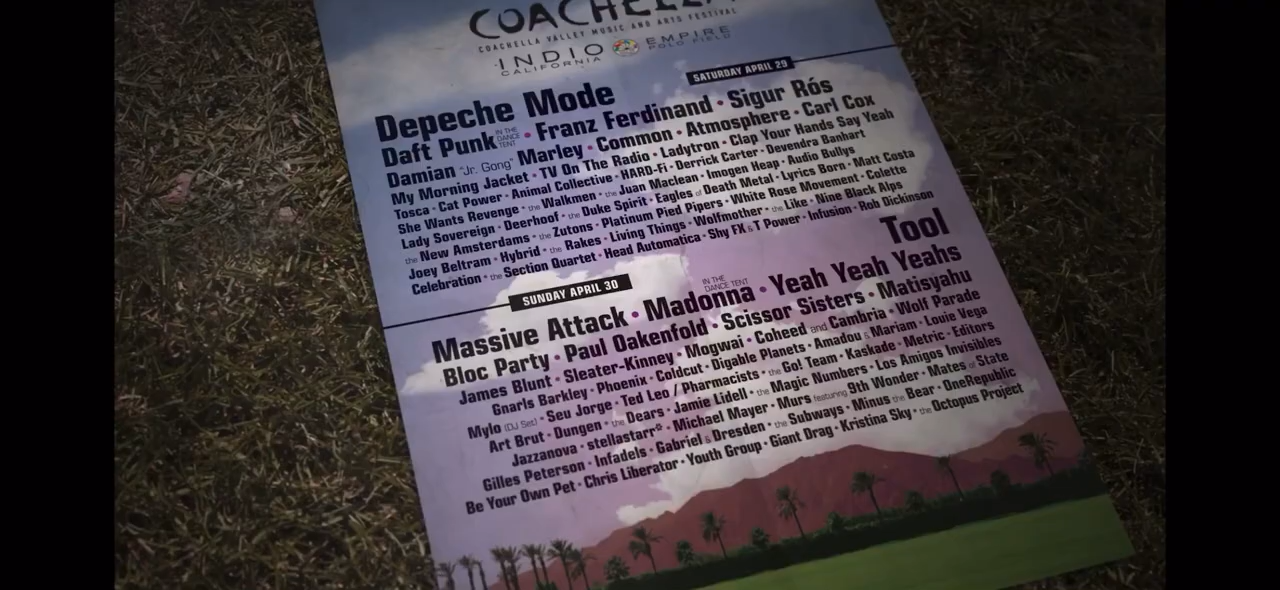 COACHELLA
COACHELLA VALLEY MUSIC AND ARTS FESTIVAL
INDIO EMPIRE
CALIFORNIA POLO FIELD
SATURDAY APRIL 29
Depeche Mode
Daft Punk IN THE DANCE TENT • Franz Ferdinand • Sigur Rós
Damian "Jr. Gong" Marley • Common • Atmosphere • Carl Cox
My Morning Jacket • TV On The Radio • Ladytron • Clap Your Hands Say Yeah
Tosca • Cat Power • Animal Collective • HARD-Fi • Derrick Carter • Devendra Banhart
She Wants Revenge • the Walkmen • the Juan Maclean • Imogen Heap • Audio Bullys
Lady Sovereign • Deerhoof • the Duke Spirit • Eagles of Death Metal • Lyrics Born • Matt Costa
the New Amsterdams • the Zutons • Platinum Pied Pipers • White Rose Movement • Colette
Joey Beltram • Hybrid • the Rakes • Living Things • Wolfmother • the Like • Nine Black Alps
Celebration • the Section Quartet • Head Automatica • Shy FX & T Power • Infusion • Rob Dickinson
SUNDAY APRIL 30
Tool
Massive Attack • Madonna IN THE DANCE TENT • Yeah Yeah Yeahs
Bloc Party • Paul Oakenfold • Scissor Sisters • Matisyahu
James Blunt • Sleater-Kinney • Mogwai • Coheed and Cambria • Wolf Parade
Gnarls Barkley • Phoenix • Coldcut • Digable Planets • Amadou & Mariam • Louie Vega
Mylo (DJ Set) • Seu Jorge • Ted Leo / Pharmacists • the Go! Team • Kaskade • Metric • Editors
Art Brut • Dungen • the Dears • Jamie Lidell • the Magic Numbers • Los Amigos Invisibles
Jazzanova • stellastarr* • Michael Mayer • Murs featuring 9th Wonder • Mates of State
Gilles Peterson • Infadels • Gabriel & Dresden • the Subways • Minus the Bear • OneRepublic
Be Your Own Pet • Chris Liberator • Youth Group • Giant Drag • Kristina Sky • the Octopus Project